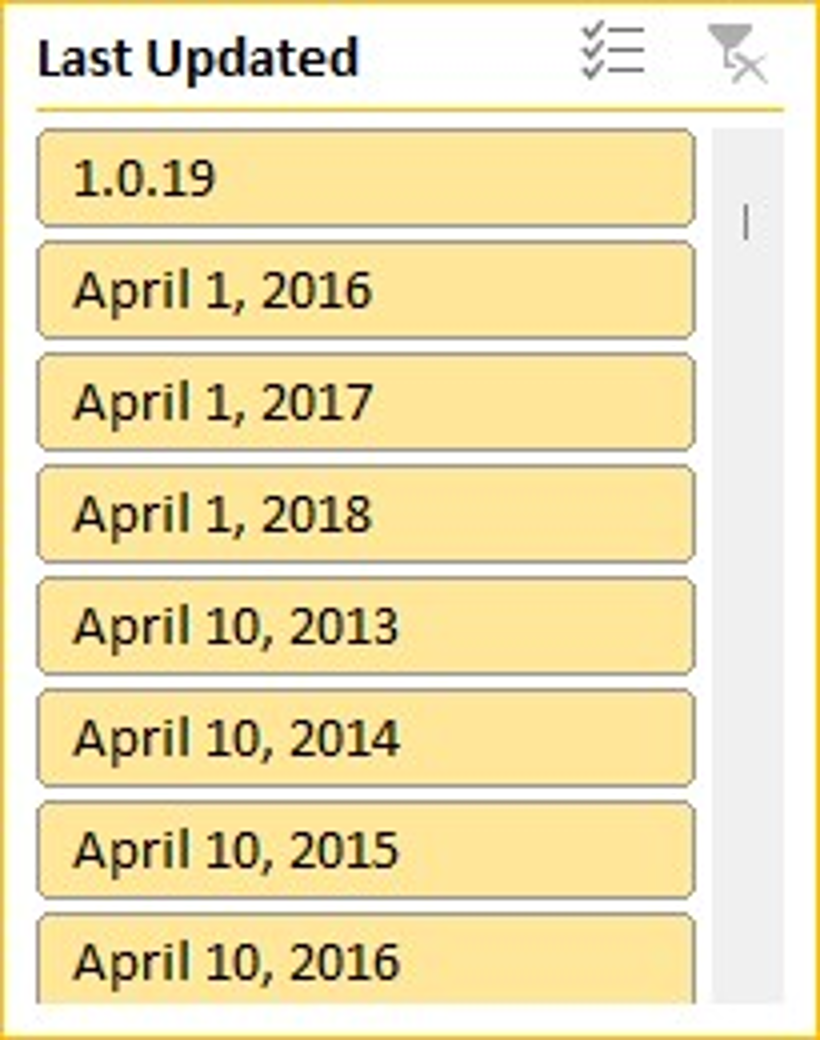 Last Updated
1.0.19
April 1, 2016
April 1, 2017
April 1, 2018
April 10, 2013
April 10, 2014
April 10, 2015
April 10, 2016